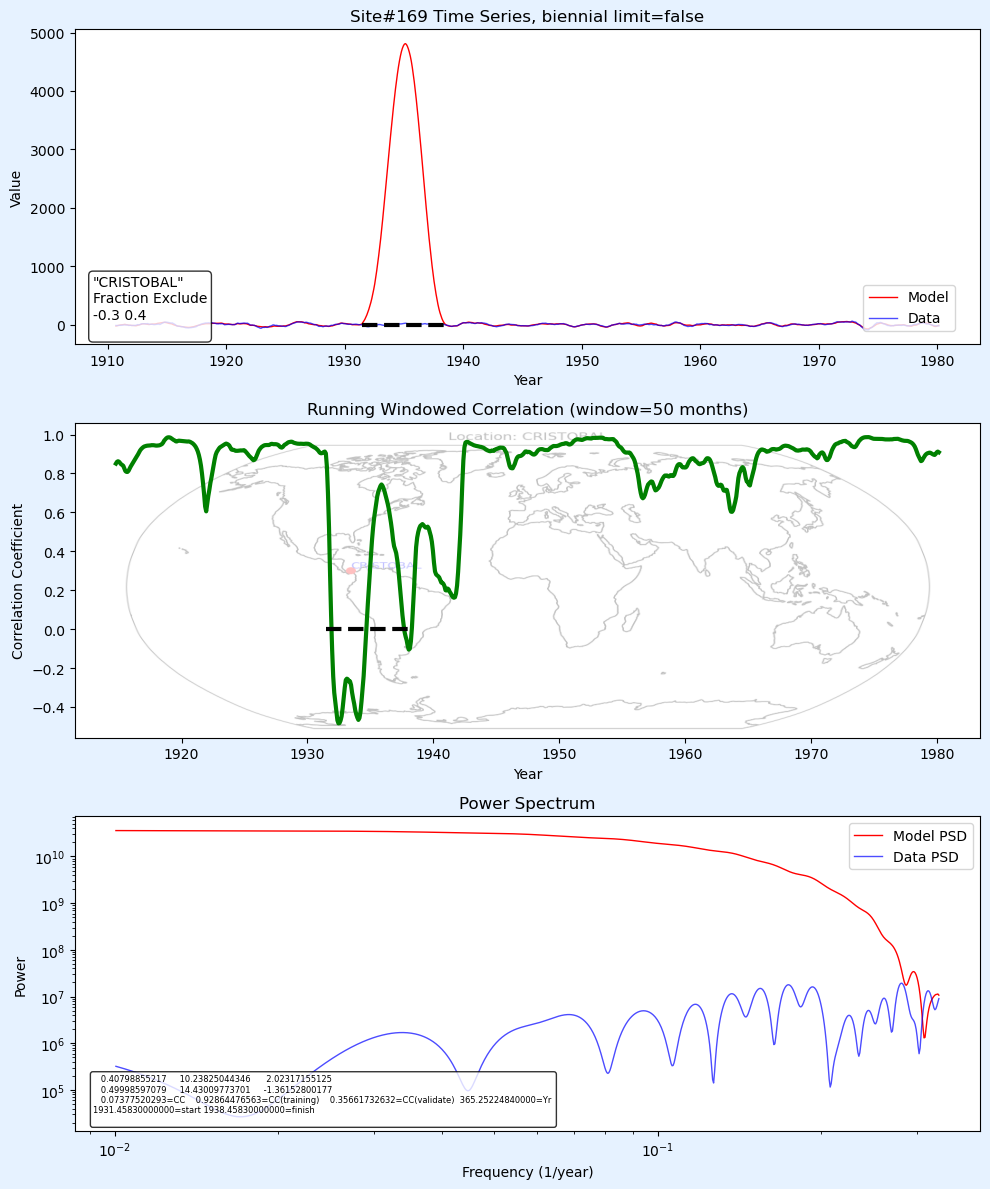 Site#169 Time Series, biennial limit=false
5000
4000
3000
2000
1000
0
Value
"CRISTOBAL"
Fraction Exclude
-0.3 0.4
Model
Data
1910 1920 1930 1940 1950 1960 1970 1980
Year
Running Windowed Correlation (window=50 months)
Location: CRISTOBAL
1.0
0.8
0.6
0.4
0.2
0.0
−0.2
−0.4
Correlation Coefficient
CRISTOBAL
1920 1930 1940 1950 1960 1970 1980
Year
Power Spectrum
Model PSD
Data PSD
10^10
10^9
10^8
10^7
10^6
10^5
Power
0.40798855217 10.23825044346 2.02317155125
0.49998597079 14.43009773701 -1.36152800177
0.07377520293=CC 0.92864476563=CC(training) 0.35661732632=CC(validate) 365.25224840000=Yr
1931.45830000000=start 1938.45830000000=finish
10^−2 10^−1
Frequency (1/year)